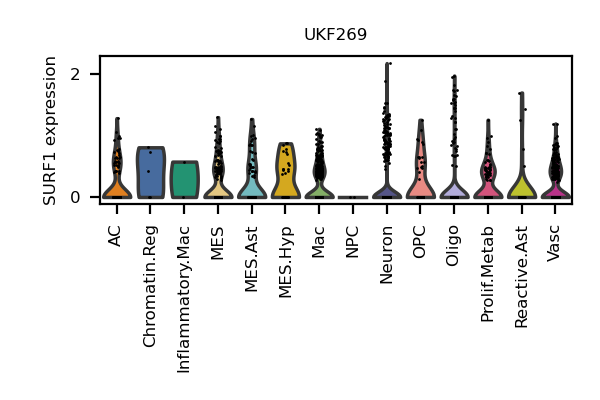 UKF269
SURF1 expression
2
0
AC
Chromatin.Reg
Inflammatory.Mac
MES
MES.Ast
MES.Hyp
Mac
NPC
Neuron
OPC
Oligo
Prolif.Metab
Reactive.Ast
Vasc